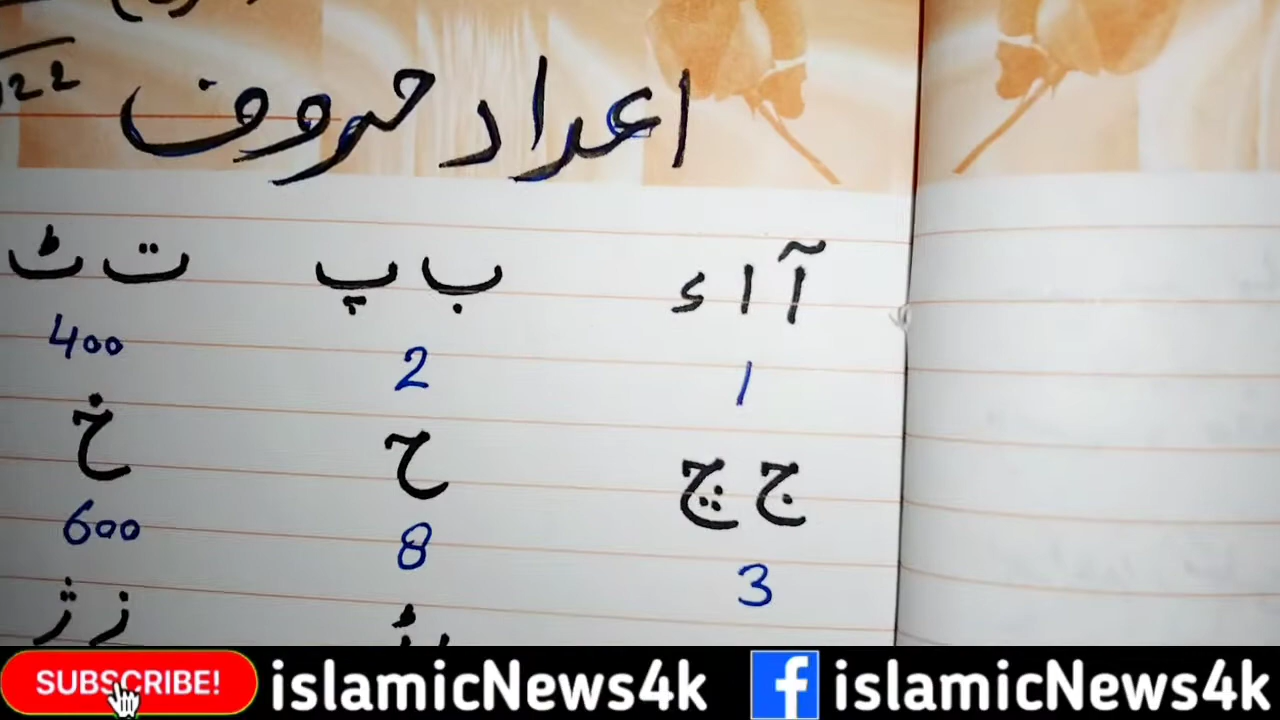 اعداد حروف
آ ا ء ب پ ت ٹ
1 2 400
ج چ ح خ
3 8 600
ز ژ
SUBSCRIBE! islamicNews4k f islamicNews4k